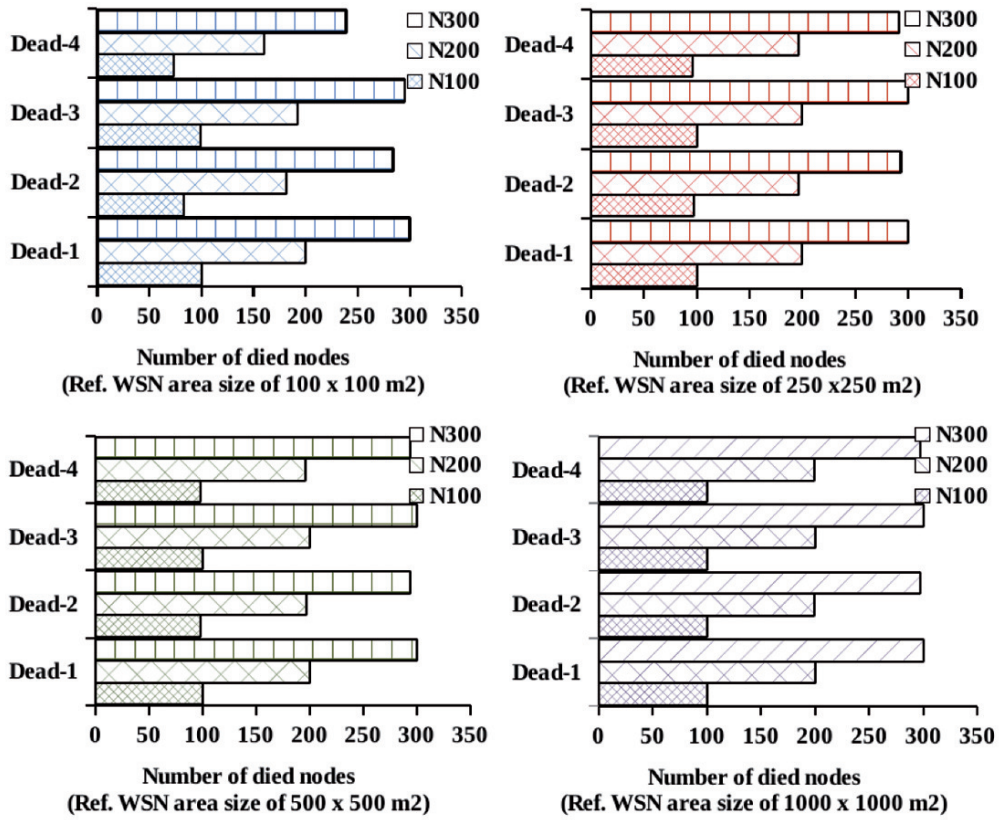 N300
N200
N100
Dead-4
Dead-3
Dead-2
Dead-1
0 50 100 150 200 250 300 350
Number of died nodes
(Ref. WSN area size of 100 x 100 m2)
N300
N200
N100
Dead-4
Dead-3
Dead-2
Dead-1
0 50 100 150 200 250 300 350
Number of died nodes
(Ref. WSN area size of 250 x250 m2)
N300
N200
N100
Dead-4
Dead-3
Dead-2
Dead-1
0 50 100 150 200 250 300 350
Number of died nodes
(Ref. WSN area size of 500 x 500 m2)
N300
N200
N100
Dead-4
Dead-3
Dead-2
Dead-1
0 50 100 150 200 250 300 350
Number of died nodes
(Ref. WSN area size of 1000 x 1000 m2)